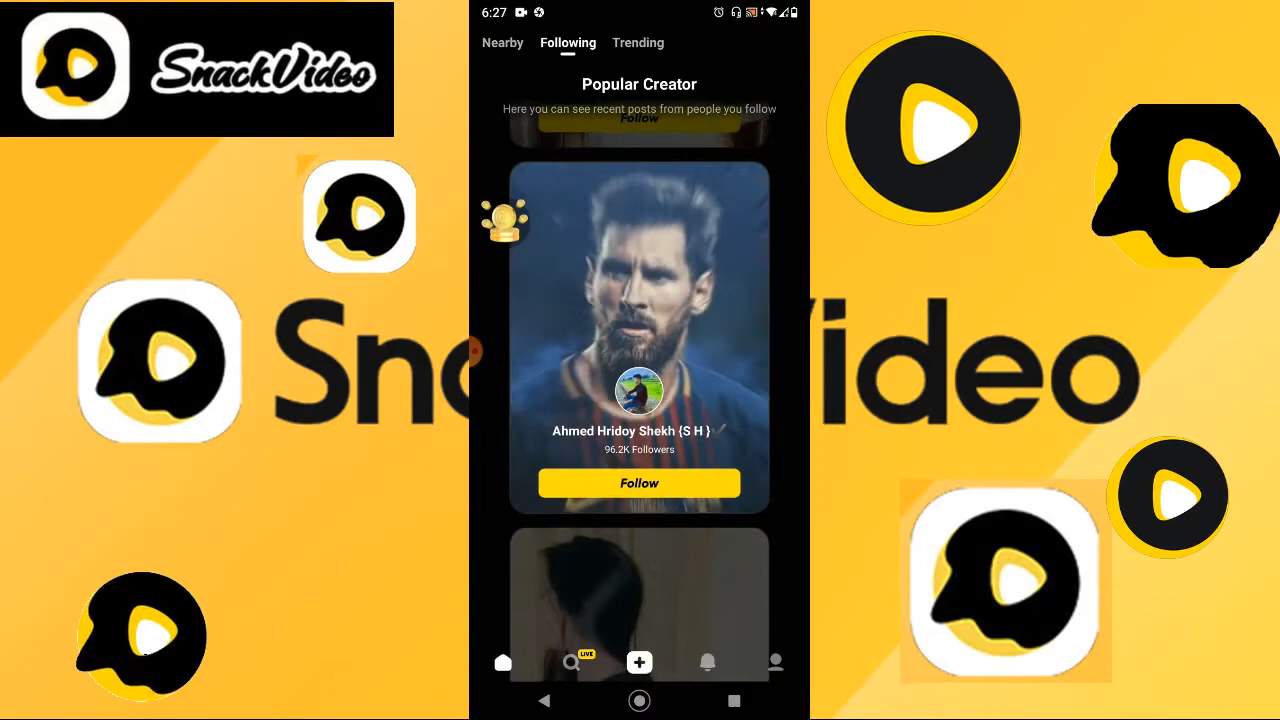 SnackVideo
6:27
Nearby Following Trending
Popular Creator
Here you can see recent posts from people you follow
Follow
Ahmed Hridoy Shekh {S H }✔
96.2K Followers
Follow
LIVE
Sna
Video